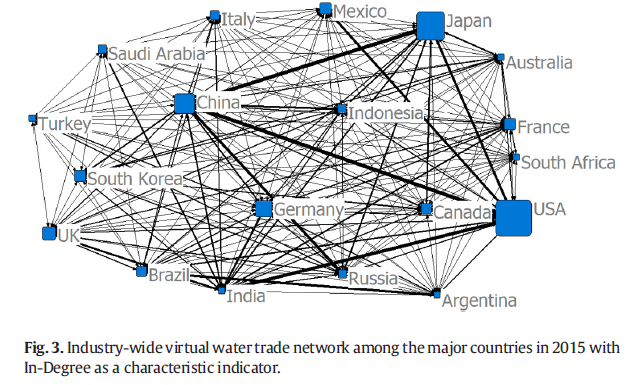 Italy
Mexico
Japan
Saudi Arabia
Australia
China
Indonesia
Turkey
France
South Africa
South Korea
Germany
Canada
USA
UK
Brazil
Russia
India
Argentina
Fig. 3. Industry-wide virtual water trade network among the major countries in 2015 with
In-Degree as a characteristic indicator.